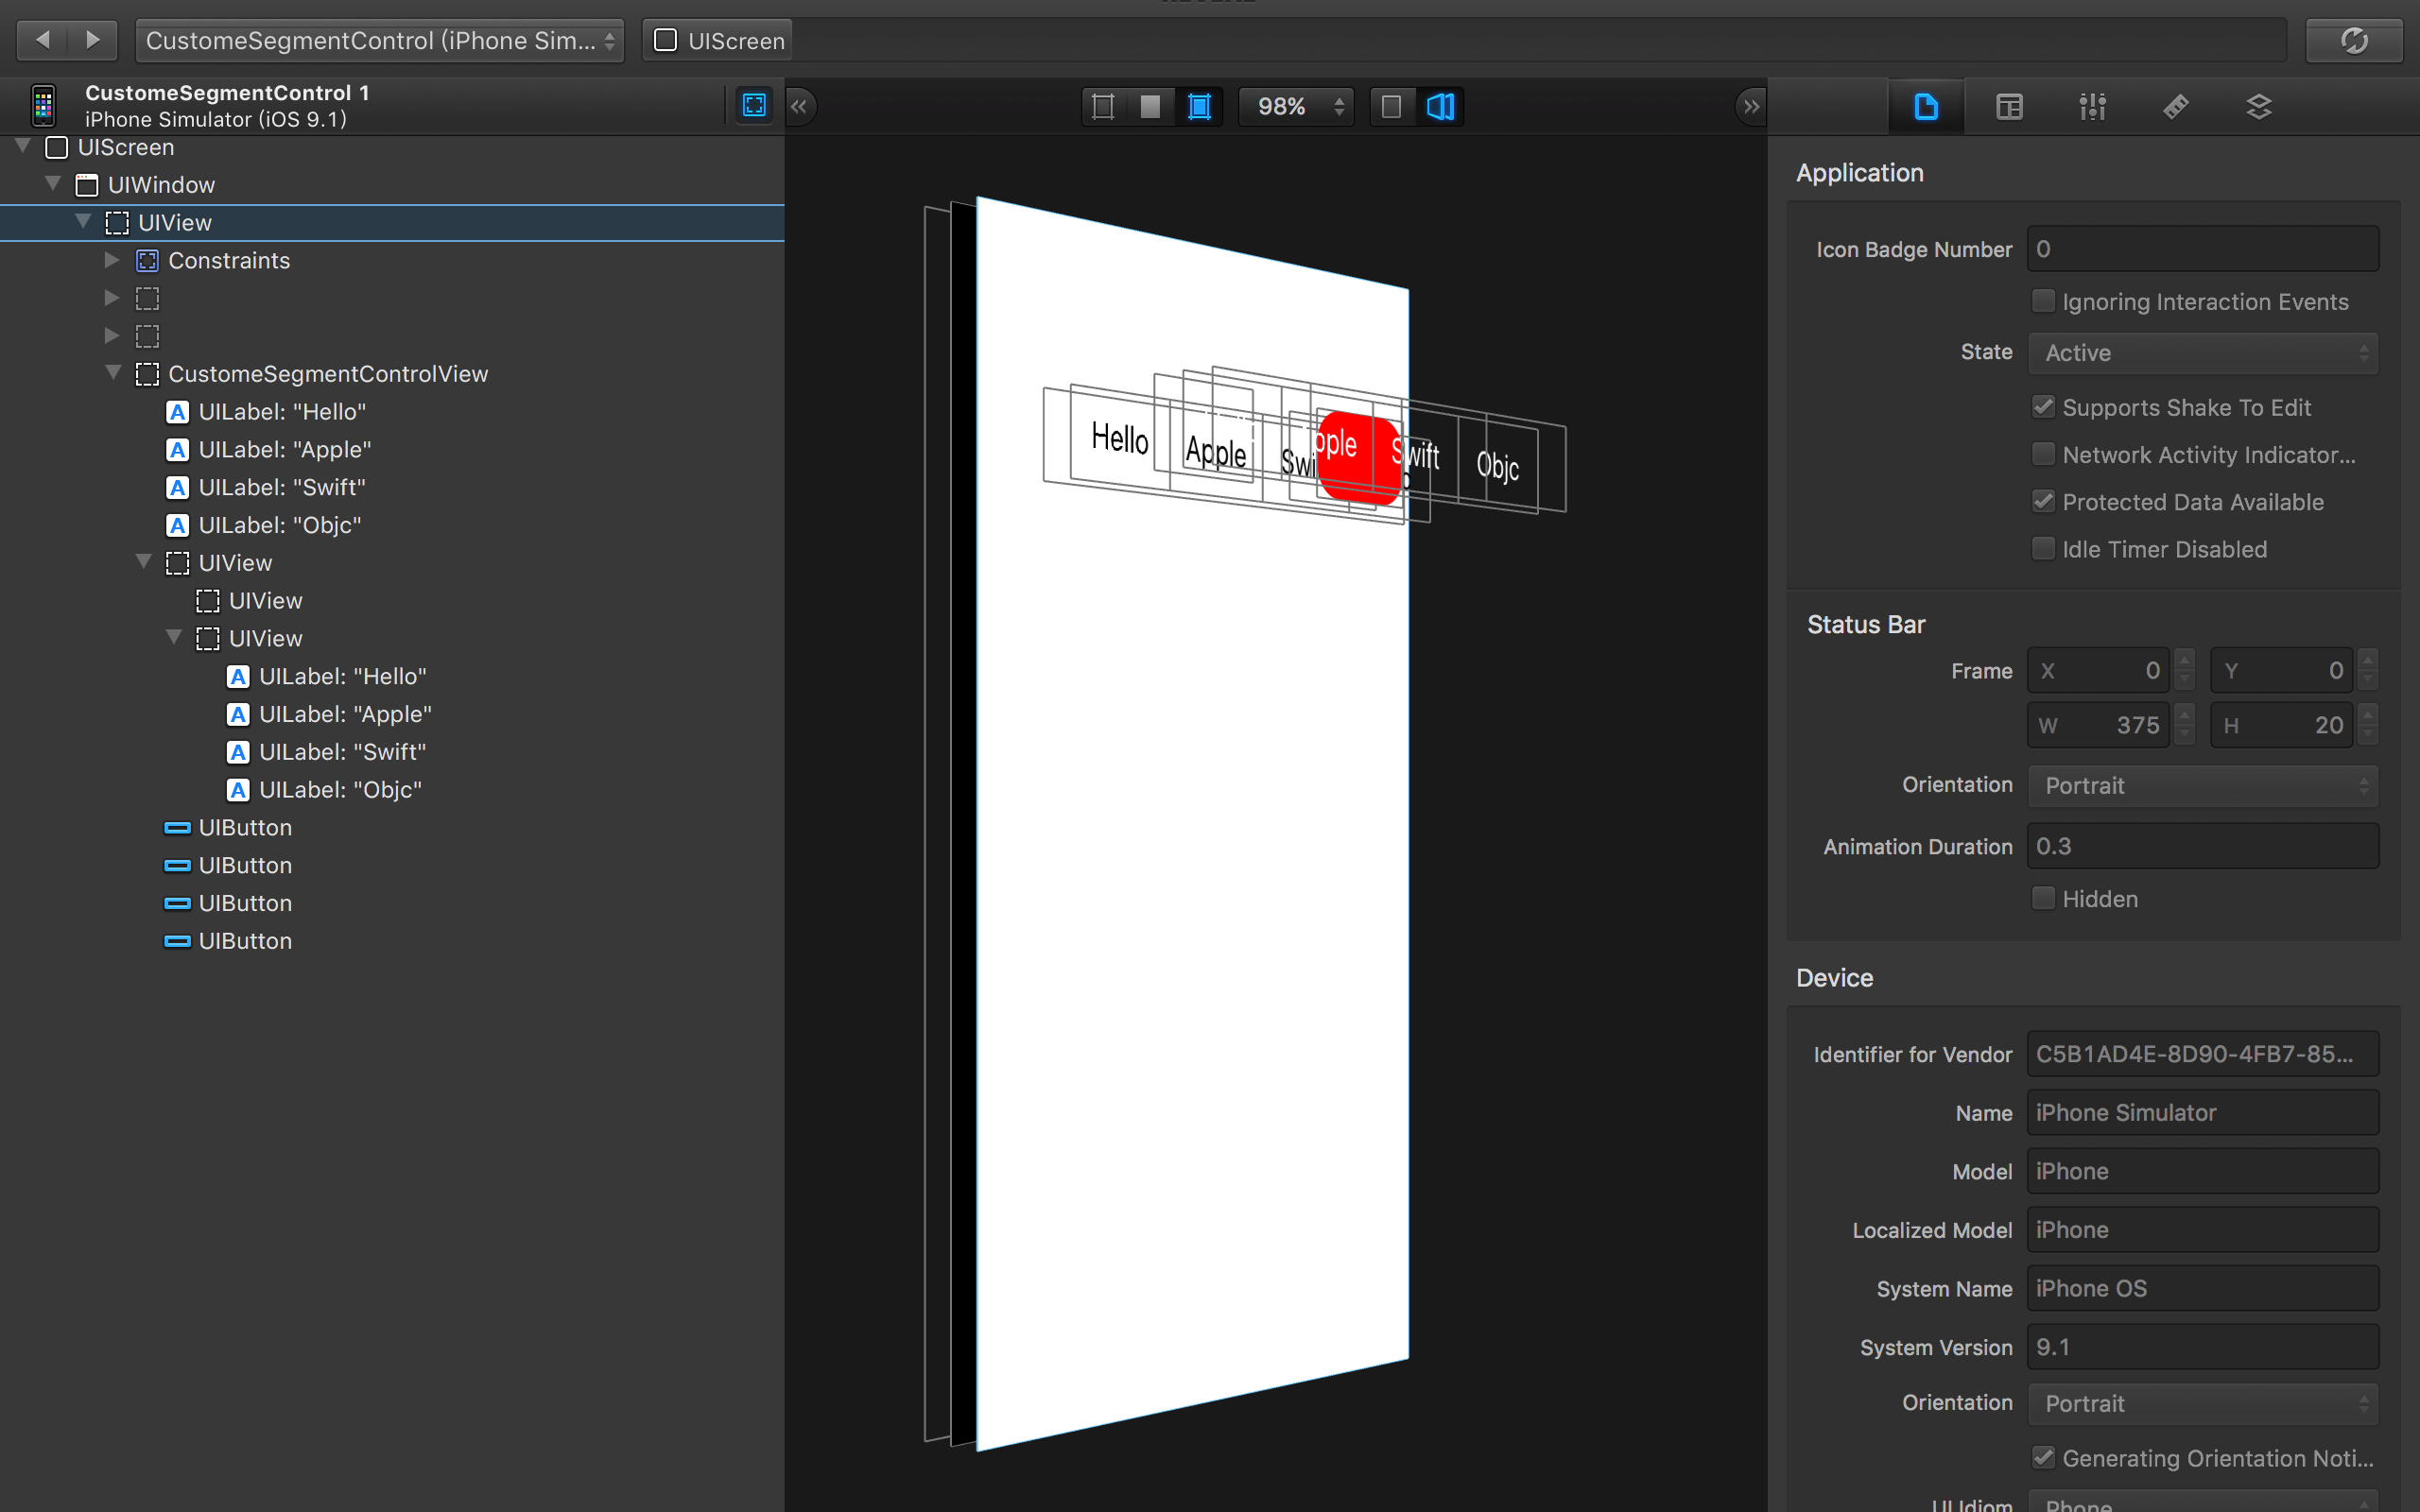 CustomeSegmentControl (iPhone Sim...
UIScreen
CustomeSegmentControl 1
iPhone Simulator (iOS 9.1)
98%
UIScreen
UIWindow
UIView
Constraints
CustomeSegmentControlView
A UILabel: "Hello"
A UILabel: "Apple"
A UILabel: "Swift"
A UILabel: "Objc"
UIView
UIView
UIView
A UILabel: "Hello"
A UILabel: "Apple"
A UILabel: "Swift"
A UILabel: "Objc"
UIButton
UIButton
UIButton
UIButton
Hello
Apple
Swi
pple
Swift
Objc
Application
Icon Badge Number 0
Ignoring Interaction Events
State Active
Supports Shake To Edit
Network Activity Indicator...
Protected Data Available
Idle Timer Disabled
Status Bar
Frame X 0 Y 0
W 375 H 20
Orientation Portrait
Animation Duration 0.3
Hidden
Device
Identifier for Vendor C5B1AD4E-8D90-4FB7-85...
Name iPhone Simulator
Model iPhone
Localized Model iPhone
System Name iPhone OS
System Version 9.1
Orientation Portrait
Generating Orientation Noti...
UI Idiom Phone